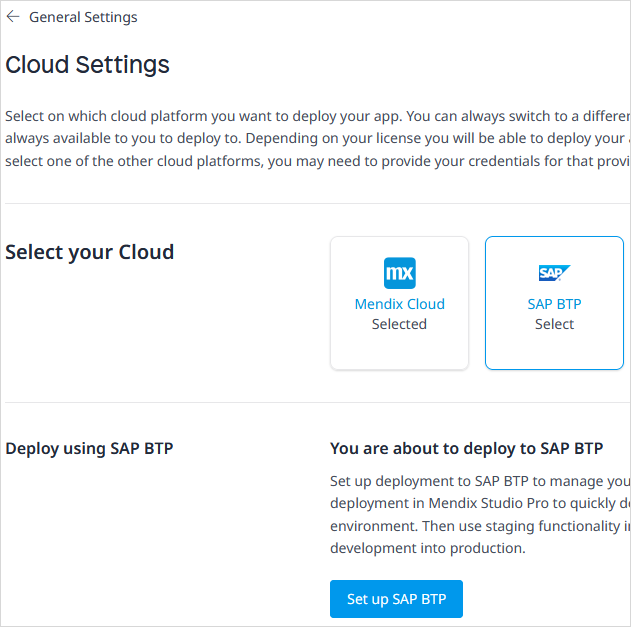 General Settings
Cloud Settings
Select on which cloud platform you want to deploy your app. You can always switch to a
always available to you to deploy to. Depending on your license you will be able to deploy your
select one of the other cloud platforms, you may need to provide your credentials for that
Select your Cloud
mx
Mendix Cloud
Selected
SAP
SAP BTP
Select
Deploy using SAP BTP
You are about to deploy to SAP BTP
Set up deployment to SAP BTP to manage
deployment in Mendix Studio Pro to quickly
environment. Then use staging functionality
development into production.
Set up SAP BTP